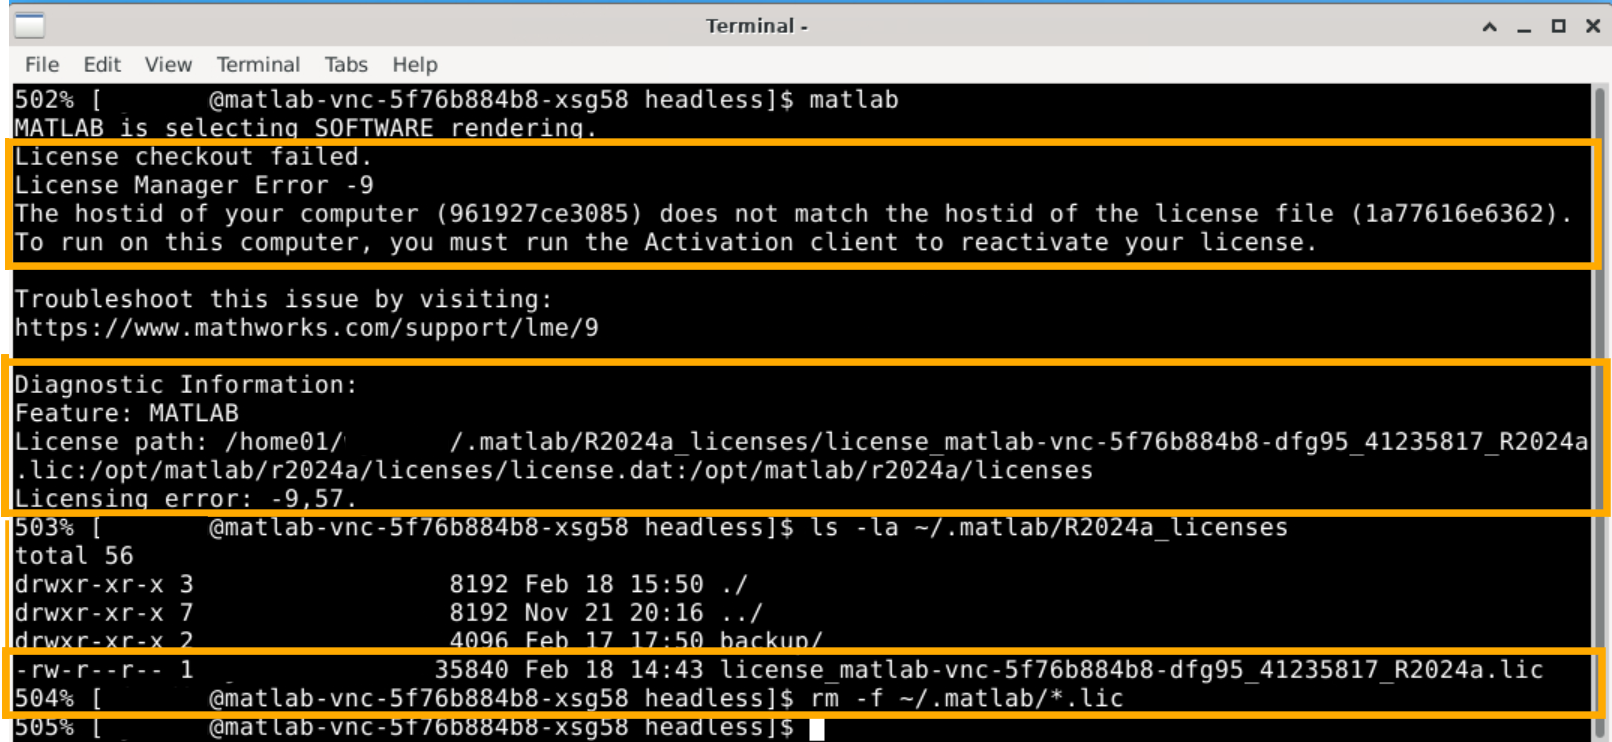 Terminal -
File Edit View Terminal Tabs Help
502% [ @matlab-vnc-5f76b884b8-xsg58 headless]$ matlab
MATLAB is selecting SOFTWARE rendering.
License checkout failed.
License Manager Error -9
The hostid of your computer (961927ce3085) does not match the hostid of the license file (1a77616e6362).
To run on this computer, you must run the Activation client to reactivate your license.
Troubleshoot this issue by visiting:
https://www.mathworks.com/support/lme/9
Diagnostic Information:
Feature: MATLAB
License path: /home01/ /.matlab/R2024a_licenses/license_matlab-vnc-5f76b884b8-dfg95_41235817_R2024a
.lic:/opt/matlab/r2024a/licenses/license.dat:/opt/matlab/r2024a/licenses
Licensing error: -9,57.
503% [ @matlab-vnc-5f76b884b8-xsg58 headless]$ ls -la ~/.matlab/R2024a_licenses
total 56
drwxr-xr-x 3 8192 Feb 18 15:50 ./
drwxr-xr-x 7 8192 Nov 21 20:16 ../
drwxr-xr-x 2 4096 Feb 17 17:50 backup/
-rw-r--r-- 1 35840 Feb 18 14:43 license_matlab-vnc-5f76b884b8-dfg95_41235817_R2024a.lic
504% [ @matlab-vnc-5f76b884b8-xsg58 headless]$ rm -f ~/.matlab/*.lic
505% [ @matlab-vnc-5f76b884b8-xsg58 headless]$